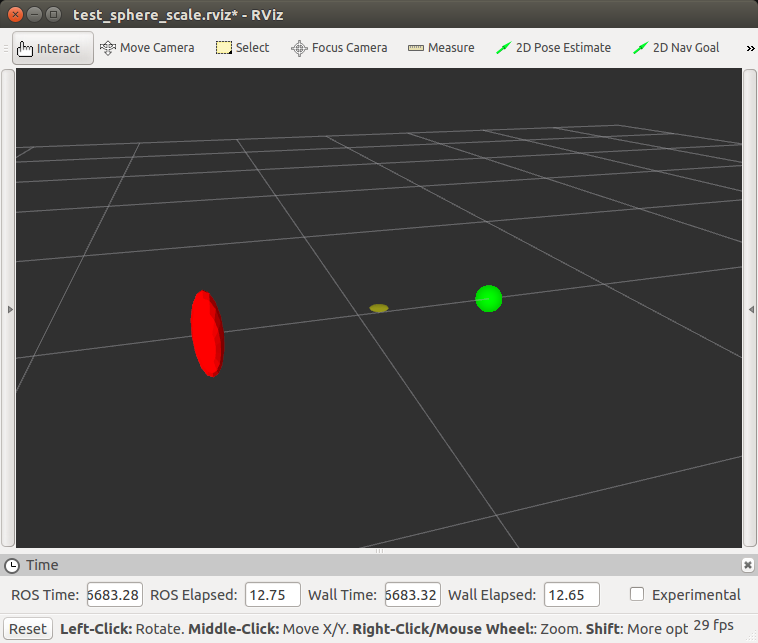 test_sphere_scale.rviz* - RViz
Interact Move Camera Select Focus Camera Measure 2D Pose Estimate 2D Nav Goal »
Time
ROS Time: 6683.28 ROS Elapsed: 12.75 Wall Time: 6683.32 Wall Elapsed: 12.65 Experimental
Reset Left-Click: Rotate. Middle-Click: Move X/Y. Right-Click/Mouse Wheel:: Zoom. Shift: More opt 29 fps